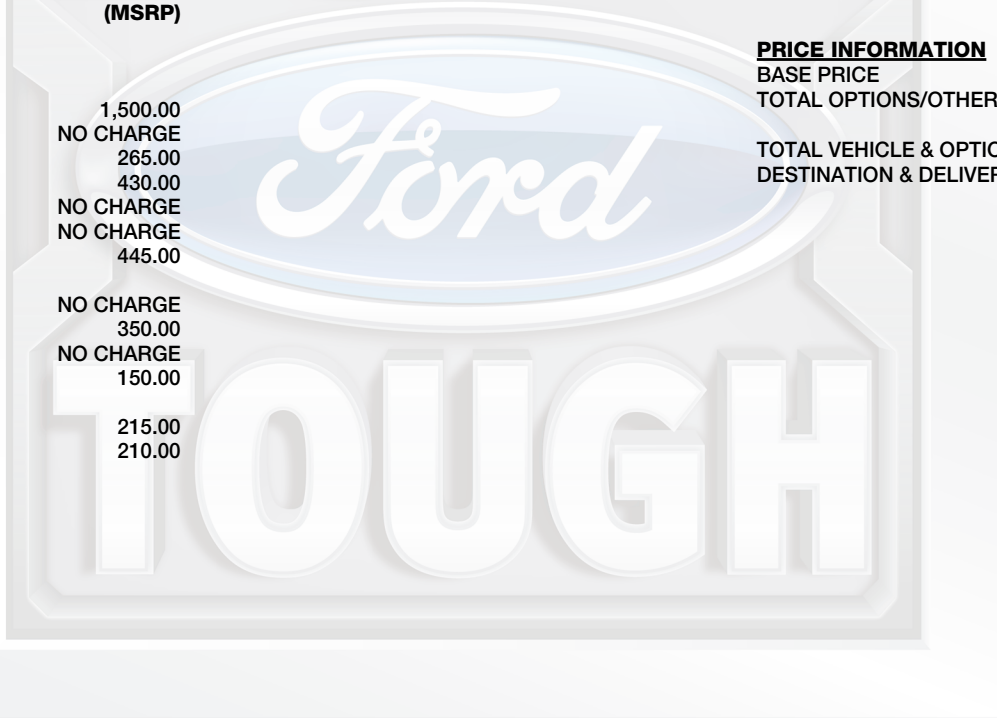 (MSRP)
1,500.00
NO CHARGE
265.00
430.00
NO CHARGE
NO CHARGE
445.00
NO CHARGE
350.00
NO CHARGE
150.00
215.00
210.00
PRICE INFORMATION
BASE PRICE
TOTAL OPTIONS/OTHER
TOTAL VEHICLE & OPTIO
DESTINATION & DELIVER
Ford
TOUGH